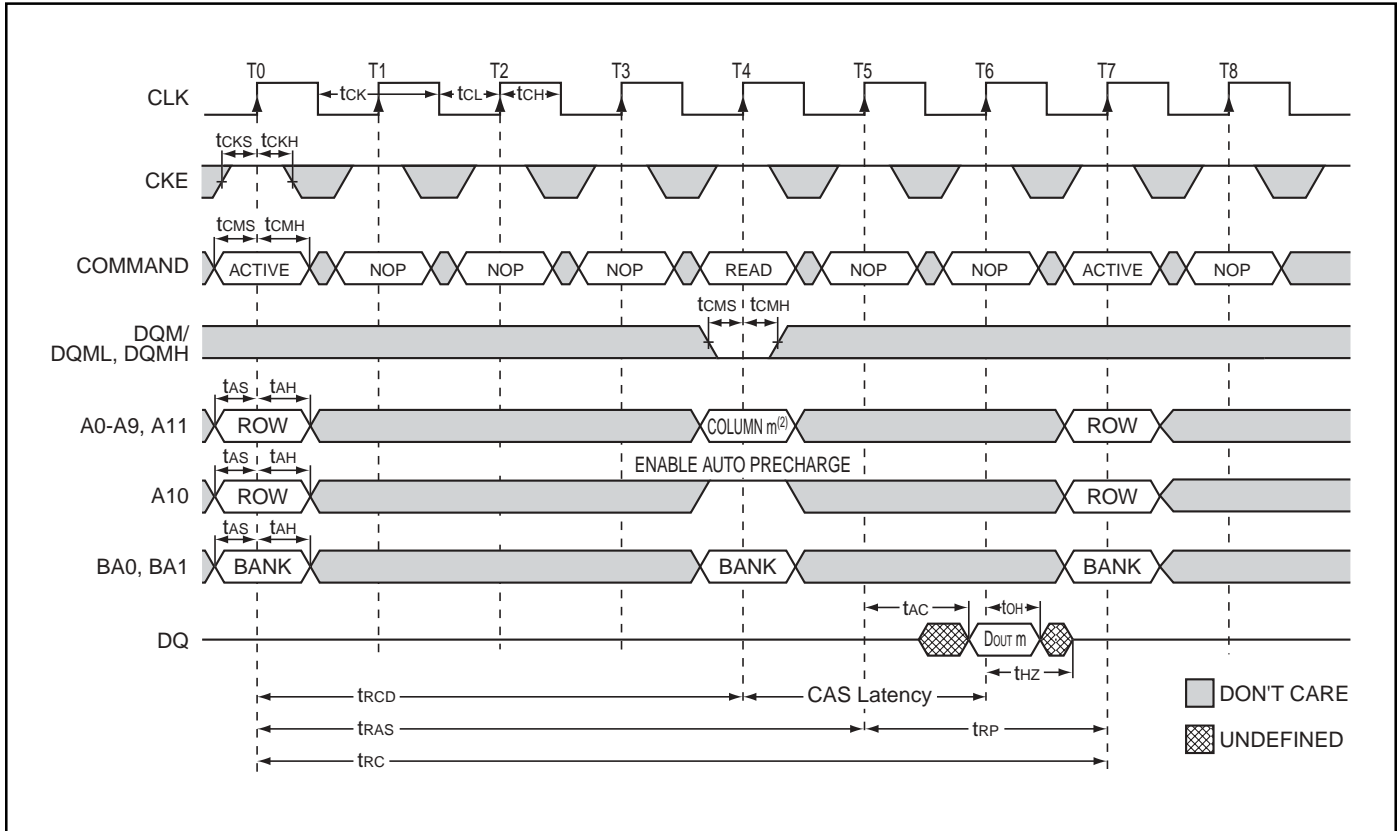 T0 T1 T2 T3 T4 T5 T6 T7 T8
CLK tCK tCL tCH
tCKS tCKH
CKE
tCMS tCMH
COMMAND ACTIVE NOP NOP NOP READ NOP NOP ACTIVE NOP
tCMS tCMH
DQM/
DQML, DQMH
tAS tAH
A0-A9, A11 ROW COLUMN m(2) ROW
tAS tAH ENABLE AUTO PRECHARGE
A10 ROW ROW
tAS tAH
BA0, BA1 BANK BANK BANK
tAC tOH
DQ DOUT m
tHZ
tRCD CAS Latency
DON'T CARE
tRAS tRP
UNDEFINED
tRC